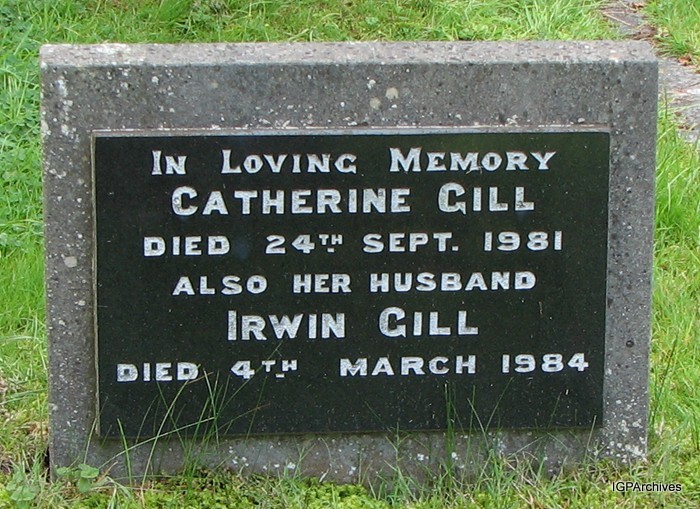 In Loving Memory
Catherine Gill
DIED 24TH SEPT. 1981
ALSO HER HUSBAND
Irwin Gill
DIED 4TH MARCH 1984
IGPArchives